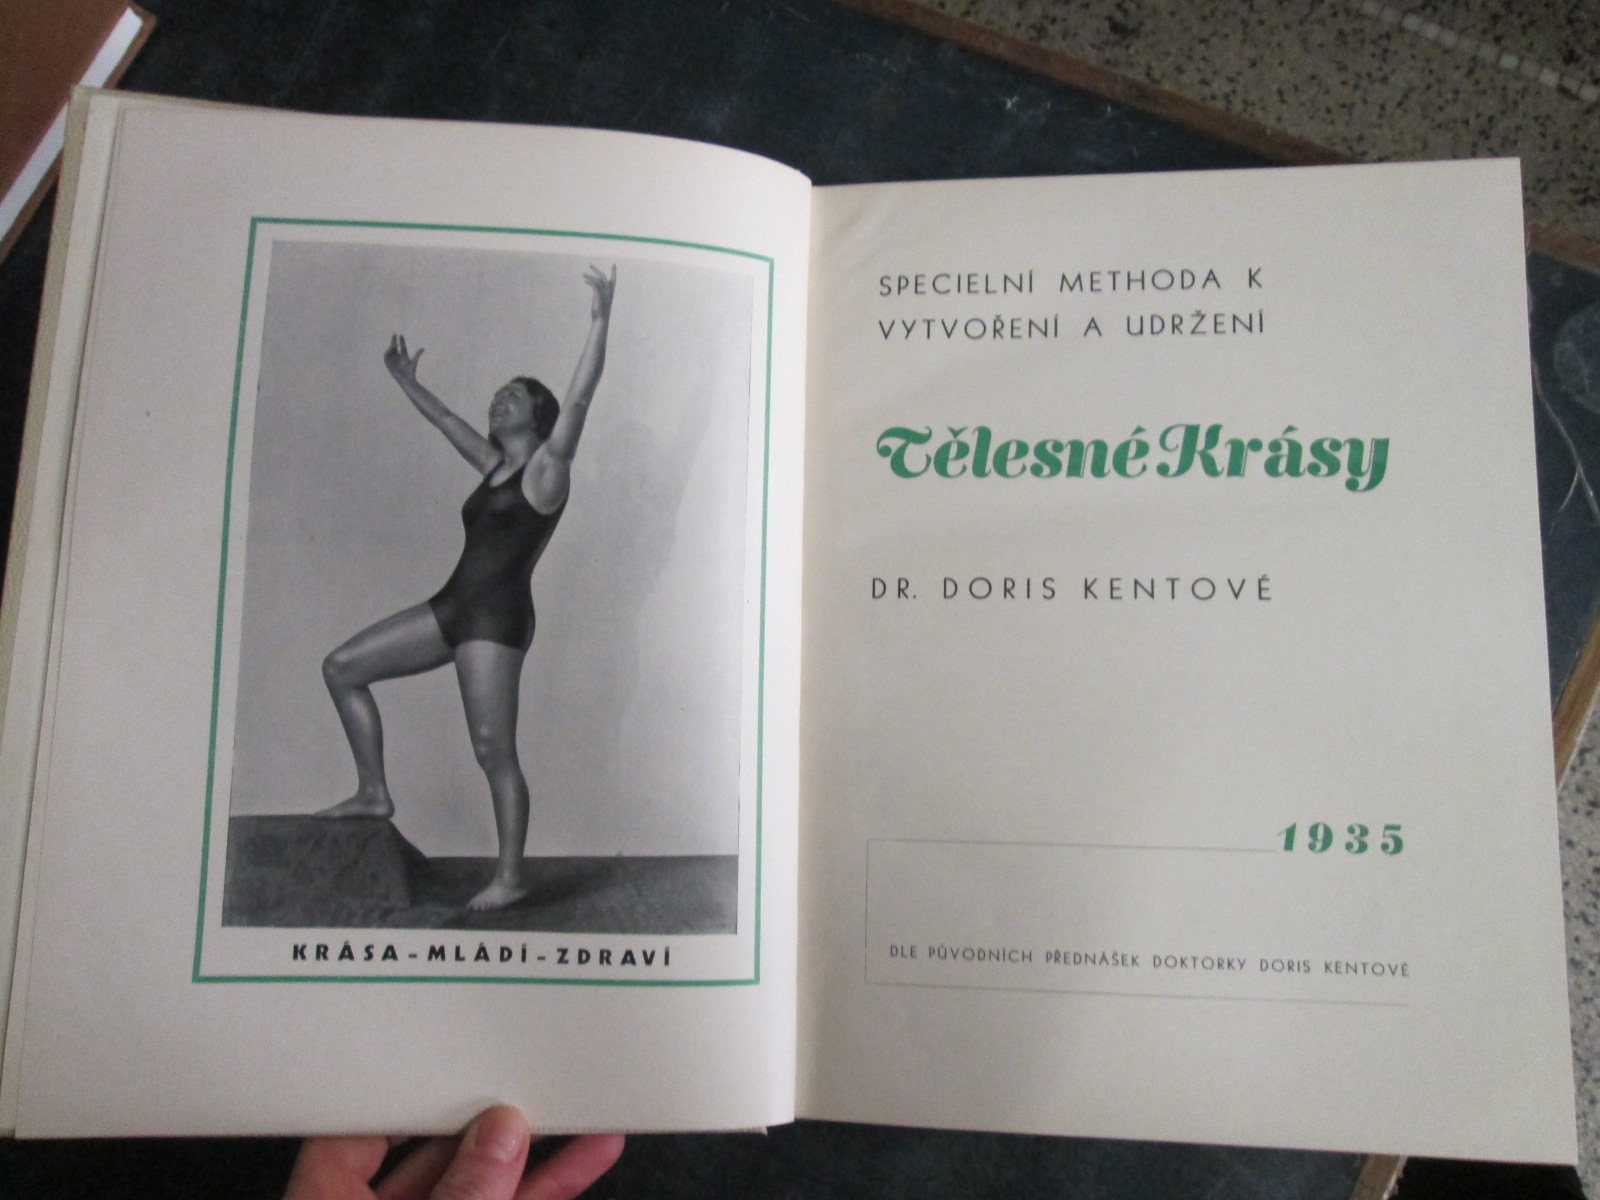 KRÁSA-MLÁDÍ-ZDRAVÍ
SPECIELNÍ METHODA K
VYTVOŘENÍ A UDRŽENÍ
Tělesné Krásy
DR. DORIS KENTOVÉ
1935
DLE PŮVODNÍCH PŘEDNÁŠEK DOKTORKY DORIS KENTOVÉ